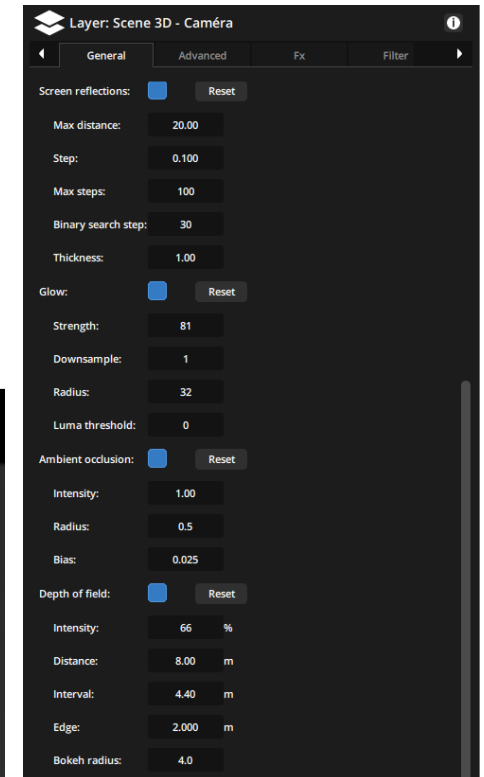 Layer: Scene 3D - Caméra
General Advanced Fx Filter
Screen reflections: Reset
Max distance: 20.00
Step: 0.100
Max steps: 100
Binary search step: 30
Thickness: 1.00
Glow: Reset
Strength: 81
Downsample: 1
Radius: 32
Luma threshold: 0
Ambient occlusion: Reset
Intensity: 1.00
Radius: 0.5
Bias: 0.025
Depth of field: Reset
Intensity: 66 %
Distance: 8.00 m
Interval: 4.40 m
Edge: 2.000 m
Bokeh radius: 4.0